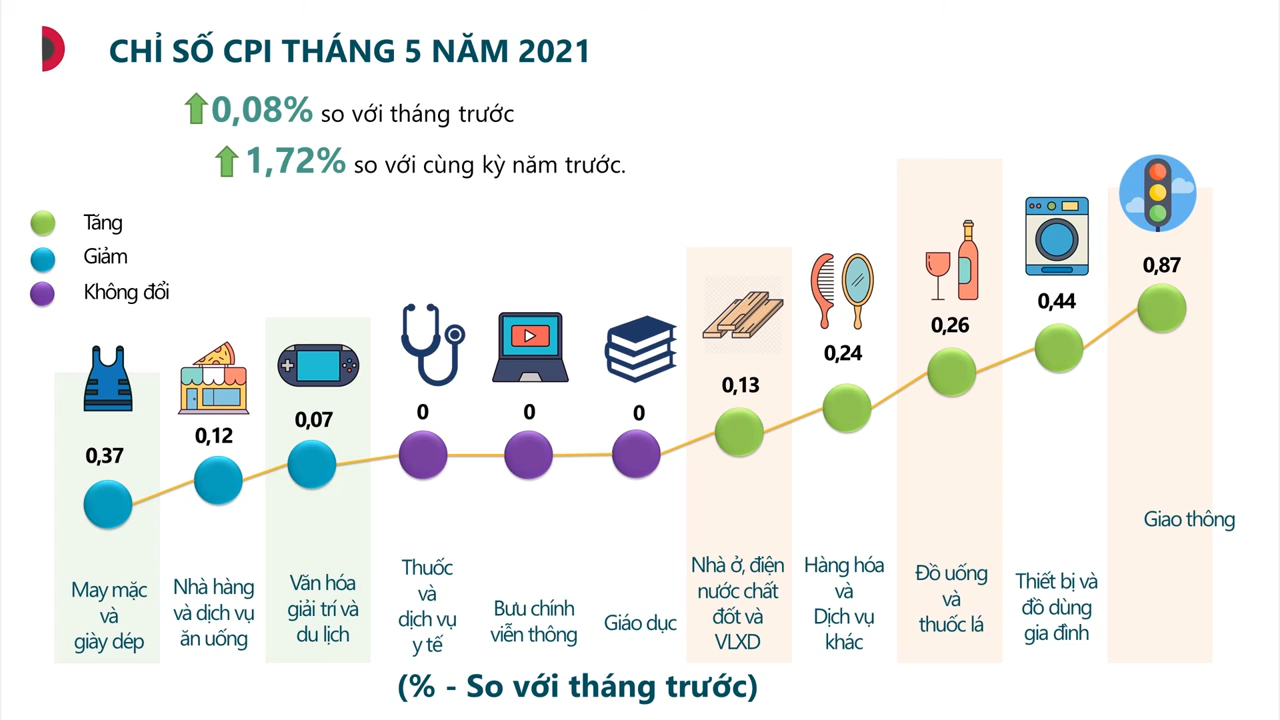 CHỈ SỐ CPI THÁNG 5 NĂM 2021
0,08% so với tháng trước
1,72% so với cùng kỳ năm trước.
Tăng
Giảm
Không đổi
0,37
0,12
0,07
0
0
0
0,13
0,24
0,26
0,44
0,87
May mặc
và
giày dép
Nhà hàng
và dịch vụ
ăn uống
Văn hóa
giải trí và
du lịch
Thuốc
và
dịch vụ
y tế
Bưu chính
viễn thông
Giáo dục
Nhà ở, điện
nước chất
đốt và
VLXD
Hàng hóa
và
Dịch vụ
khác
Đồ uống
và
thuốc lá
Thiết bị và
đồ dùng
gia đình
Giao thông
(% - So với tháng trước)